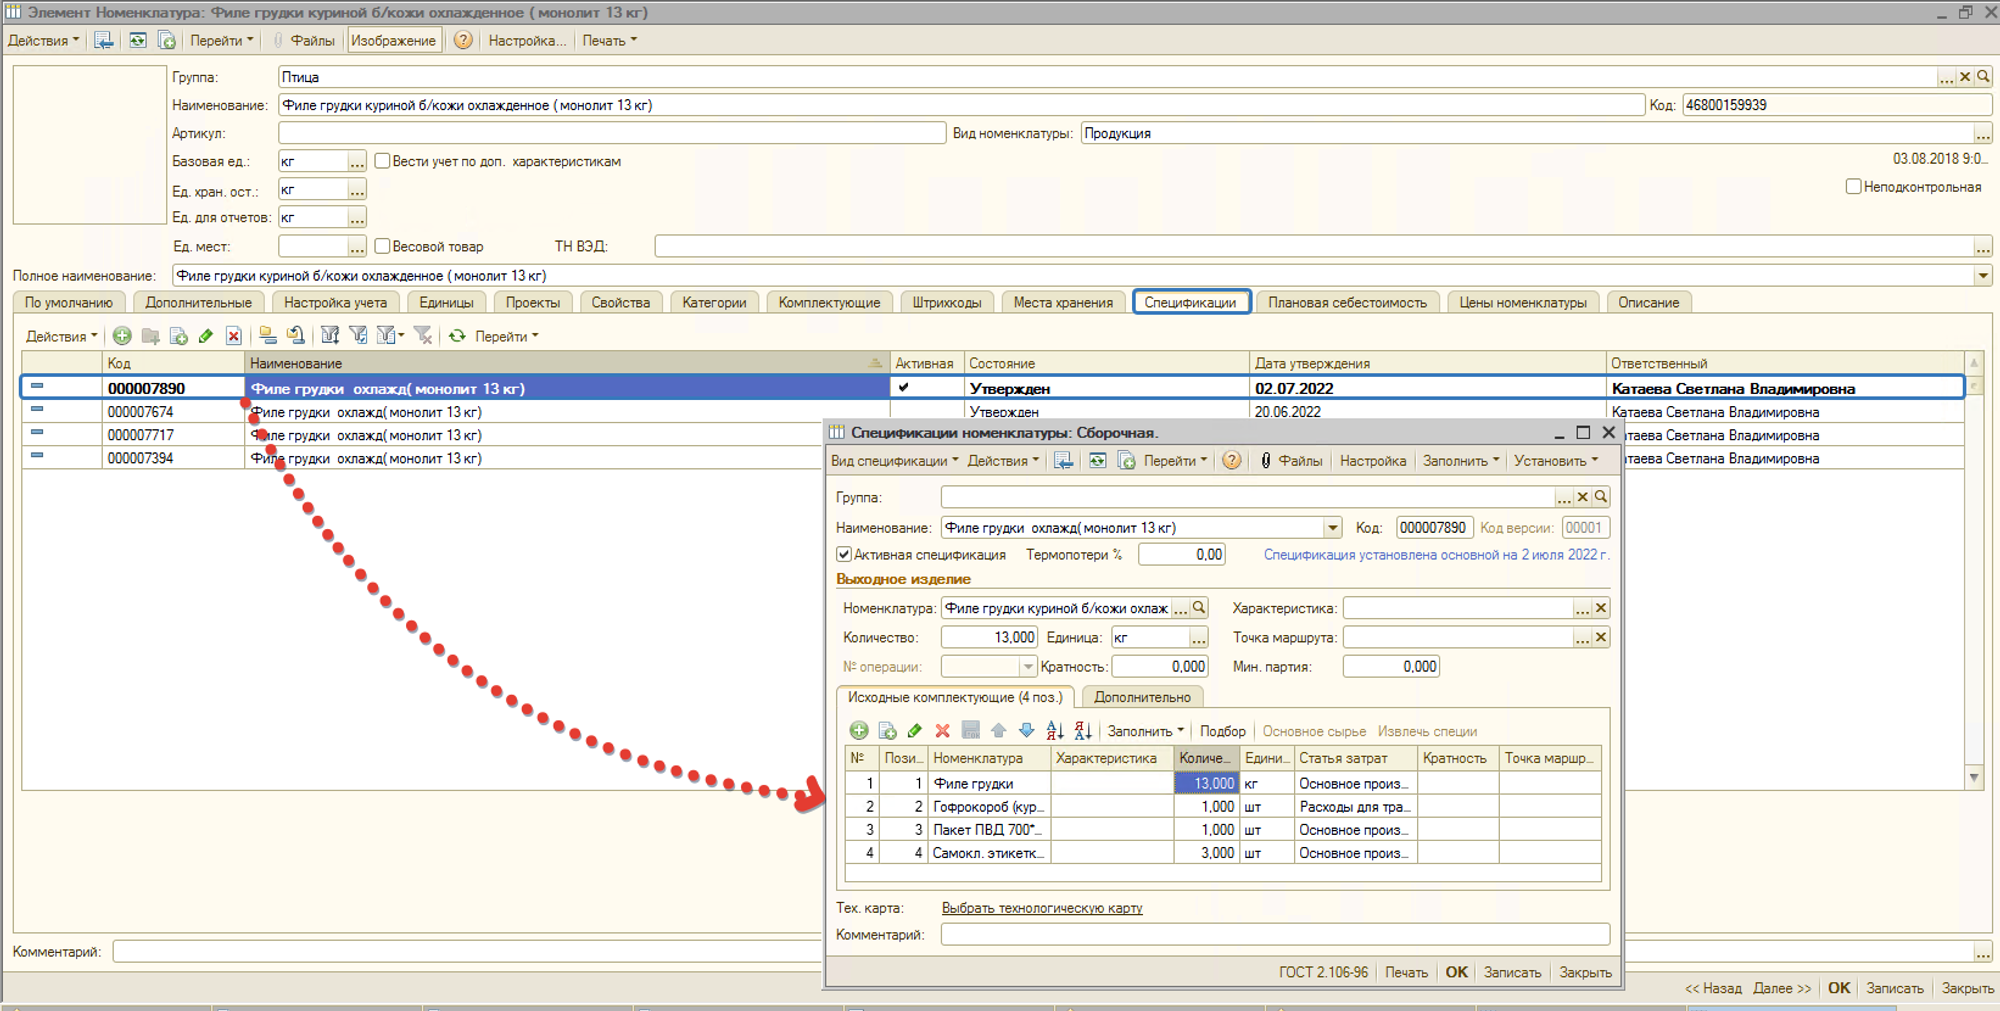 Элемент Номенклатура: Филе грудки куриной б/кожи охлажденное ( монолит 13 кг)
Действия Перейти Файлы Изображение Настройка... Печать
Группа: Птица
Наименование: Филе грудки куриной б/кожи охлажденное ( монолит 13 кг) Код: 46800159939
Артикул: Вид номенклатуры: Продукция
Базовая ед.: кг Вести учет по доп. характеристикам 03.08.2018 9:0...
Ед. хран. ост.: кг Неподконтрольная
Ед. для отчетов: кг
Ед. мест: Весовой товар ТН ВЭД:
Полное наименование: Филе грудки куриной б/кожи охлажденное ( монолит 13 кг)
По умолчанию Дополнительные Настройка учета Единицы Проекты Свойства Категории Комплектующие Штрихкоды Места хранения Спецификации Плановая себестоимость Цены номенклатуры Описание
Действия Перейти
Код Наименование Активная Состояние Дата утверждения Ответственный
000007890 Филе грудки охлажд( монолит 13 кг) Утвержден 02.07.2022 Катаева Светлана Владимировна
000007674 Филе грудки охлажд( монолит 13 кг) Утвержден 20.06.2022 Катаева Светлана Владимировна
000007717 Филе грудки охлажд( монолит 13 кг) атаева Светлана Владимировна
000007394 Филе грудки охлажд( монолит 13 кг) атаева Светлана Владимировна
Спецификации номенклатуры: Сборочная.
Вид спецификации Действия Перейти Файлы Настройка Заполнить Установить
Группа:
Наименование: Филе грудки охлажд( монолит 13 кг) Код: 000007890 Код версии: 00001
Активная спецификация Термопотери % 0,00 Спецификация установлена основной на 2 июля 2022 г.
Выходное изделие
Номенклатура: Филе грудки куриной б/кожи охлаж Характеристика:
Количество: 13,000 Единица: кг Точка маршрута:
№ операции: Кратность: 0,000 Мин. партия: 0,000
Исходные комплектующие (4 поз.) Дополнительно
Заполнить Подбор Основное сырье Извлечь специи
№ Пози... Номенклатура Характеристика Количе... Едини... Статья затрат Кратность Точка маршр...
1 1 Филе грудки 13,000 кг Основное произ...
2 2 Гофрокороб (кур... 1,000 шт Расходы для тра...
3 3 Пакет ПВД 700*... 1,000 шт Основное произ...
4 4 Самокл. этикетк... 3,000 шт Основное произ...
Тех. карта: Выбрать технологическую карту
Комментарий:
ГОСТ 2.106-96 Печать OK Записать Закрыть
Комментарий:
<< Назад Далее >> OK Записать Закрыть